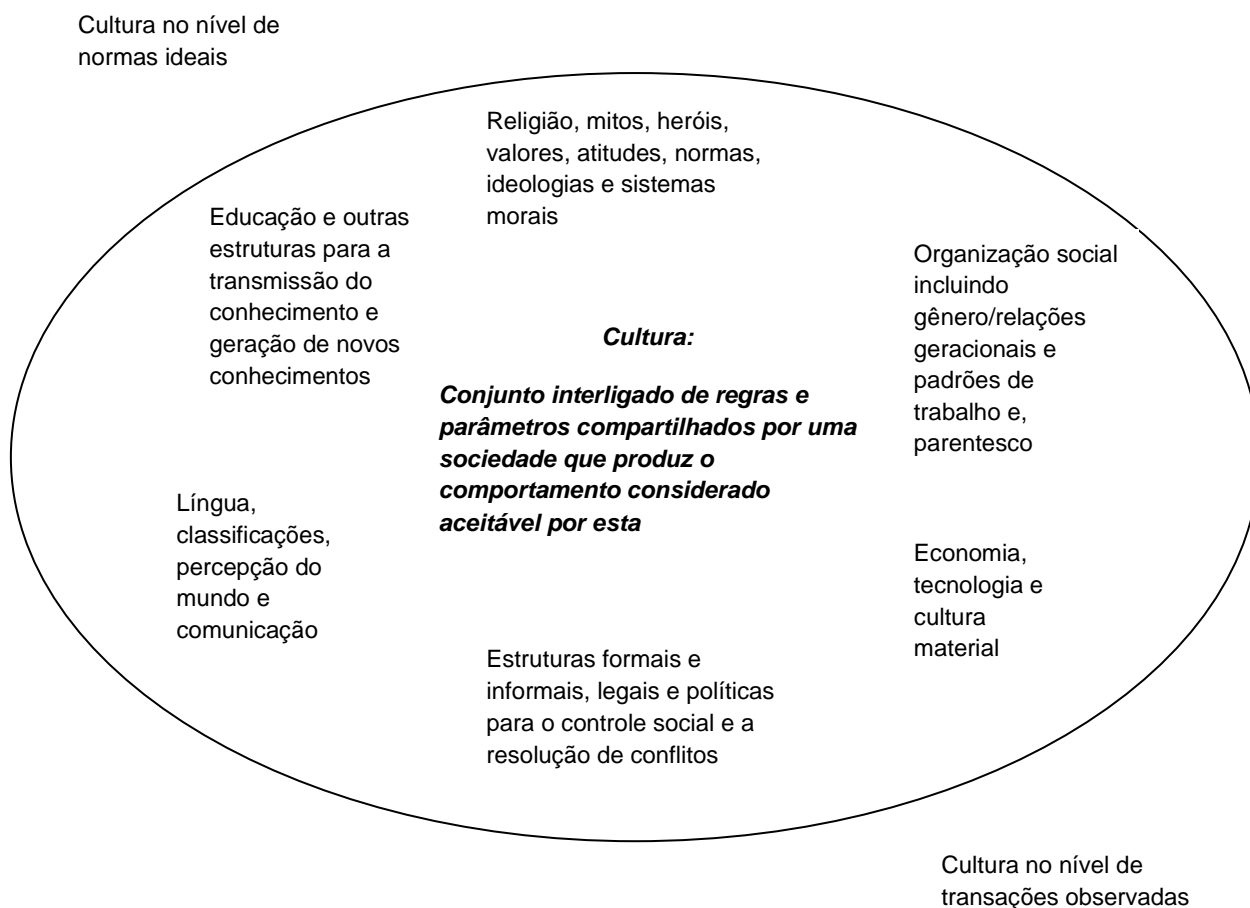 Cultura no nível de
normas ideais
Religião, mitos, heróis,
valores, atitudes, normas,
ideologias e sistemas
morais
Educação e outras
estruturas para a
transmissão do
conhecimento e
geração de novos
conhecimentos
Organização social
incluindo
gênero/relações
geracionais e
padrões de
trabalho e,
parentesco
Cultura:
Conjunto interligado de regras e
parâmetros compartilhados por uma
sociedade que produz o
comportamento considerado
aceitável por esta
Língua,
classificações,
percepção do
mundo e
comunicação
Economia,
tecnologia e
cultura
material
Estruturas formais e
informais, legais e políticas
para o controle social e a
resolução de conflitos
Cultura no nível de
transações observadas